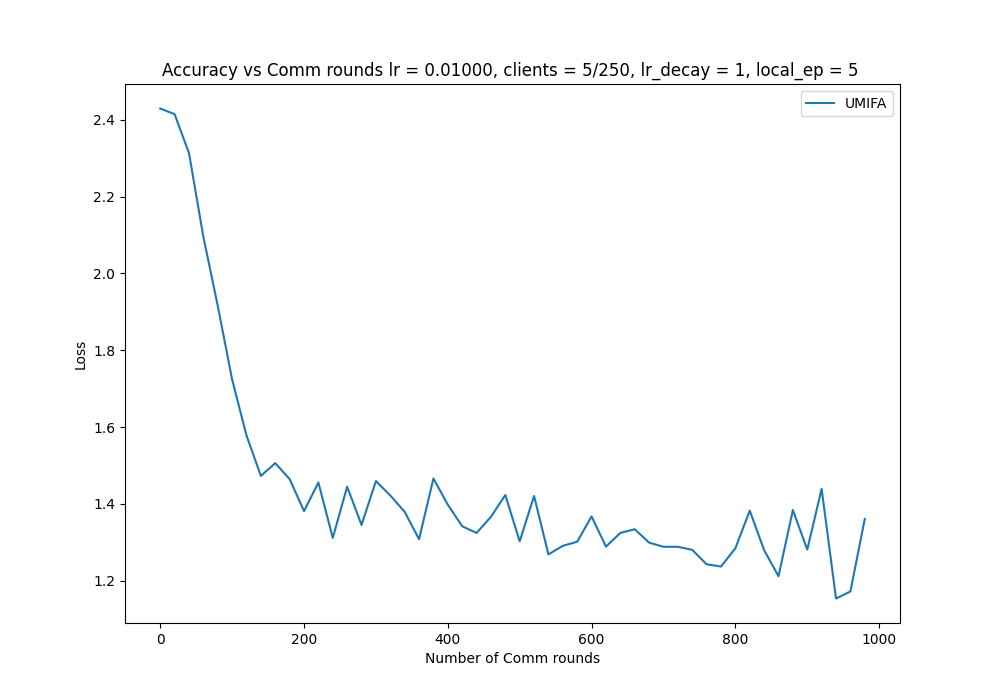 Accuracy vs Comm rounds lr = 0.01000, clients = 5/250, lr_decay = 1, local_ep = 5
UMIFA
2.4
2.2
2.0
1.8
1.6
1.4
1.2
Loss
0 200 400 600 800 1000
Number of Comm rounds